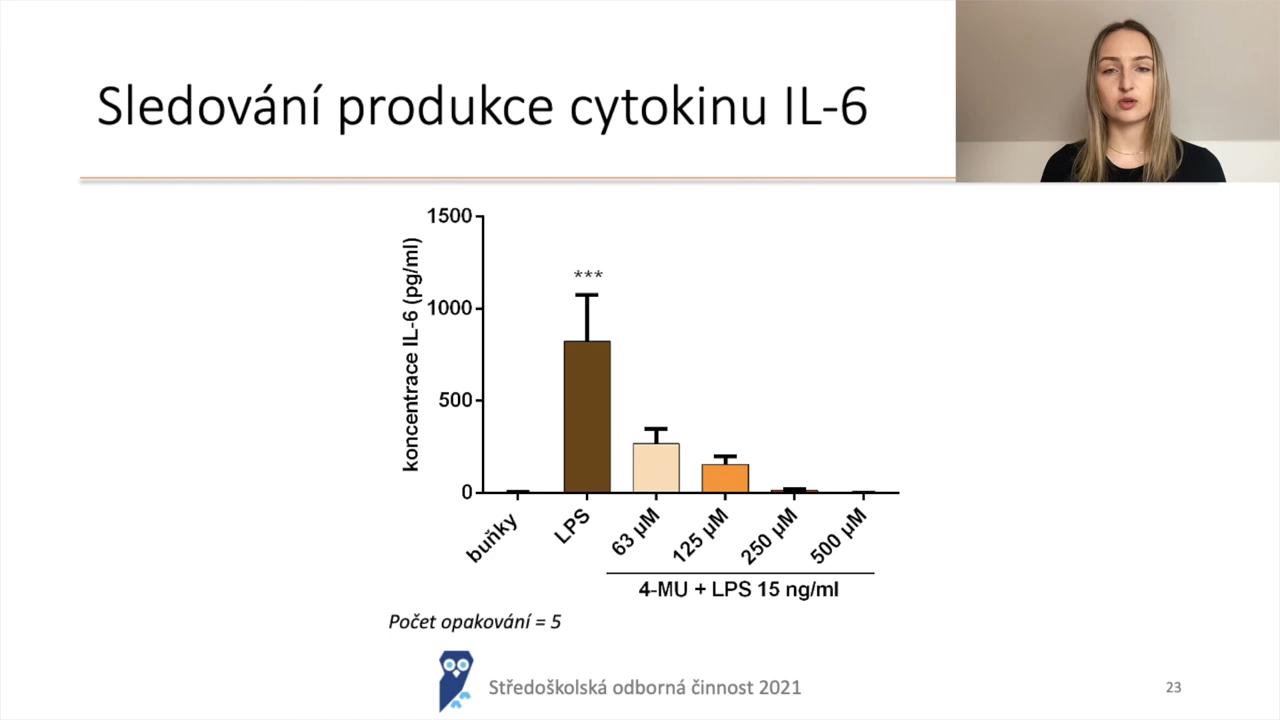 Sledování produkce cytokinu IL-6
koncentrace IL-6 (pg/ml)
1500
1000
500
0
***
buňky
LPS
63 µM
125 µM
250 µM
500 µM
4-MU + LPS 15 ng/ml
Počet opakování = 5
Středoškolská odborná činnost 2021
23